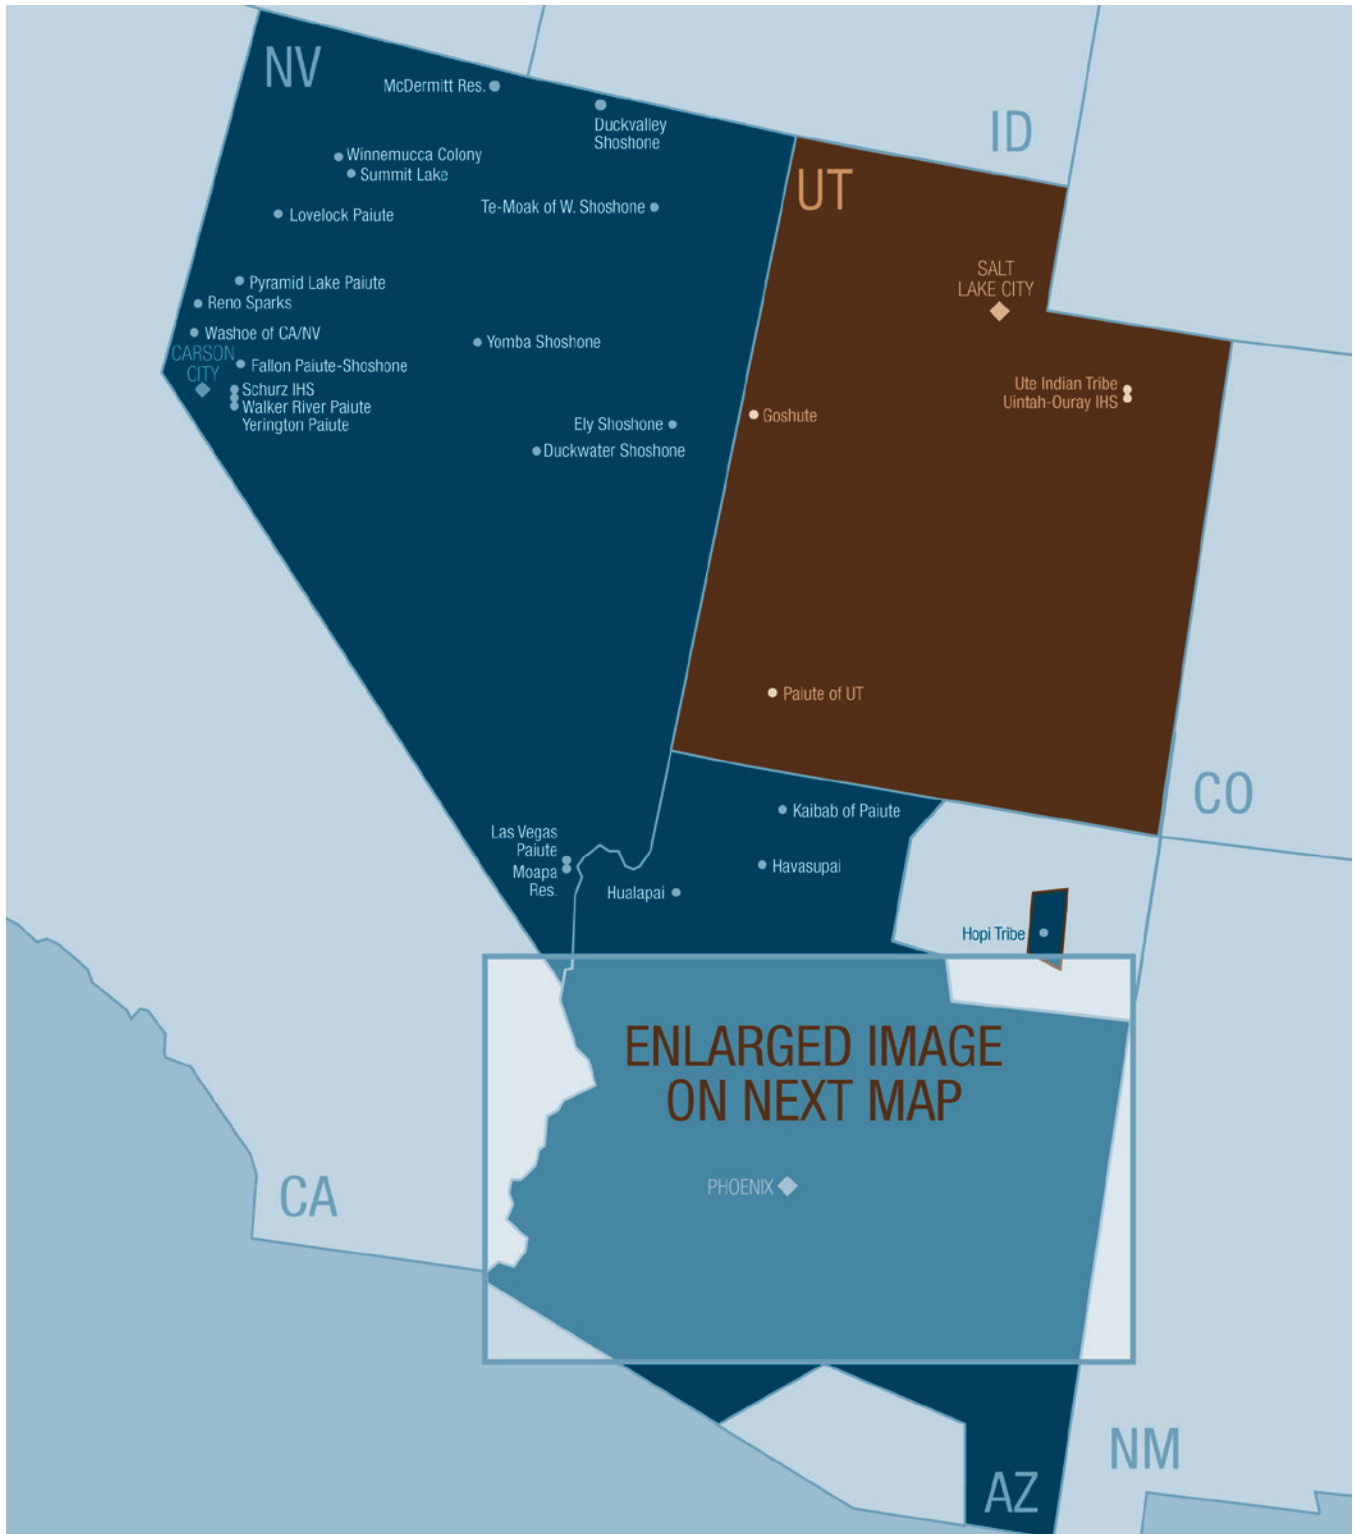 NV
McDermitt Res.
Duckvalley
Shoshone
ID
Winnemucca Colony
Summit Lake
UT
Te-Moak of W. Shoshone
Lovelock Paiute
SALT
LAKE CITY
Pyramid Lake Paiute
Reno Sparks
Washoe of CA/NV
Yomba Shoshone
CARSON
CITY
Fallon Paiute-Shoshone
Schurz IHS
Walker River Paiute
Yerington Paiute
Ute Indian Tribe
Uintah-Ouray IHS
Goshute
Ely Shoshone
Duckwater Shoshone
Paiute of UT
CO
Kaibab of Paiute
Las Vegas
Paiute
Moapa
Res.
Havasupai
Hualapai
Hopi Tribe
ENLARGED IMAGE
ON NEXT MAP
PHOENIX
CA
NM
AZ